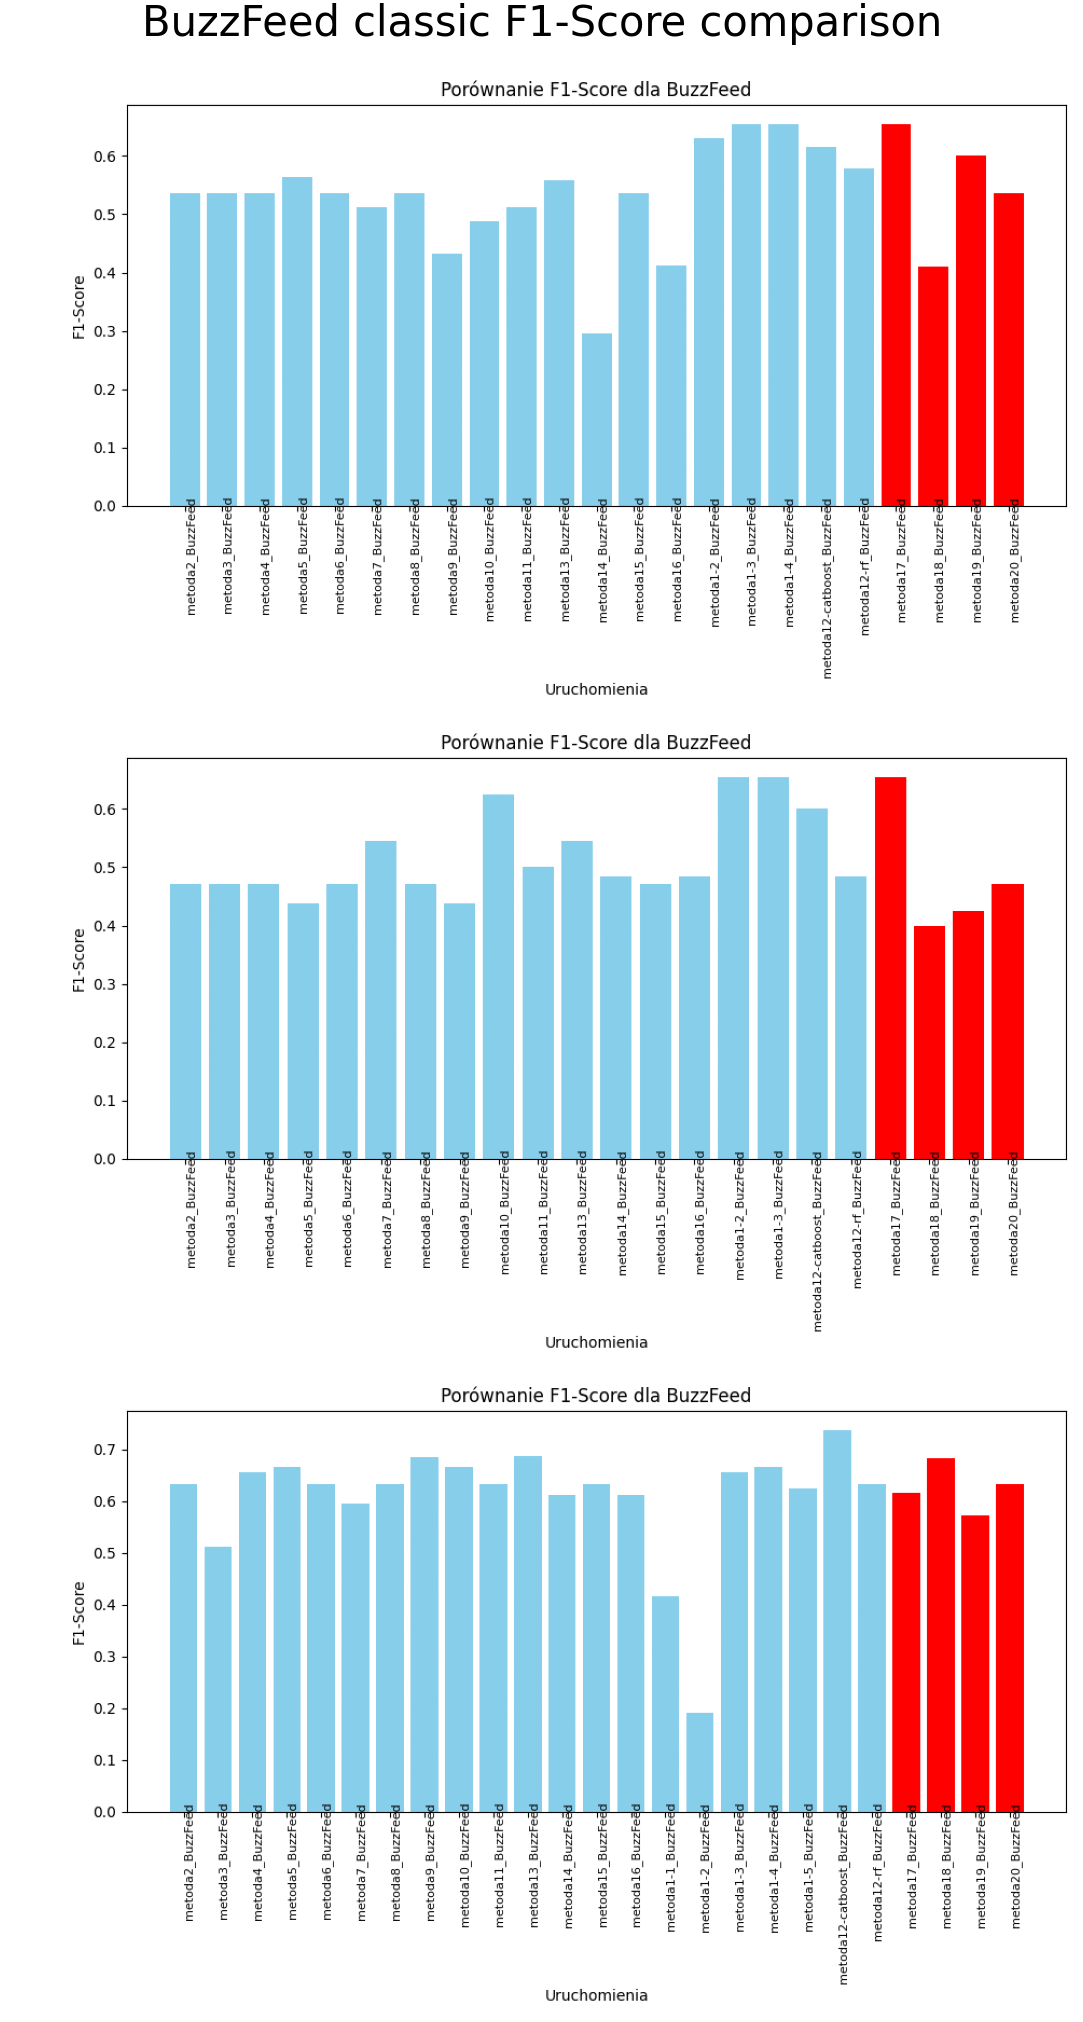 BuzzFeed classic F1-Score comparison
Porównanie F1-Score dla BuzzFeed
F1-Score
0.6
0.5
0.4
0.3
0.2
0.1
0.0
metoda2_BuzzFeed
metoda3_BuzzFeed
metoda4_BuzzFeed
metoda5_BuzzFeed
metoda6_BuzzFeed
metoda7_BuzzFeed
metoda8_BuzzFeed
metoda9_BuzzFeed
metoda10_BuzzFeed
metoda11_BuzzFeed
metoda13_BuzzFeed
metoda14_BuzzFeed
metoda15_BuzzFeed
metoda16_BuzzFeed
metoda1-2_BuzzFeed
metoda1-3_BuzzFeed
metoda1-4_BuzzFeed
metoda12-catboost_BuzzFeed
metoda12-rf_BuzzFeed
metoda17_BuzzFeed
metoda18_BuzzFeed
metoda19_BuzzFeed
metoda20_BuzzFeed
Uruchomienia
Porównanie F1-Score dla BuzzFeed
F1-Score
0.6
0.5
0.4
0.3
0.2
0.1
0.0
metoda2_BuzzFeed
metoda3_BuzzFeed
metoda4_BuzzFeed
metoda5_BuzzFeed
metoda6_BuzzFeed
metoda7_BuzzFeed
metoda8_BuzzFeed
metoda9_BuzzFeed
metoda10_BuzzFeed
metoda11_BuzzFeed
metoda13_BuzzFeed
metoda14_BuzzFeed
metoda15_BuzzFeed
metoda16_BuzzFeed
metoda1-2_BuzzFeed
metoda1-3_BuzzFeed
metoda12-catboost_BuzzFeed
metoda12-rf_BuzzFeed
metoda17_BuzzFeed
metoda18_BuzzFeed
metoda19_BuzzFeed
metoda20_BuzzFeed
Uruchomienia
Porównanie F1-Score dla BuzzFeed
F1-Score
0.7
0.6
0.5
0.4
0.3
0.2
0.1
0.0
metoda2_BuzzFeed
metoda3_BuzzFeed
metoda4_BuzzFeed
metoda5_BuzzFeed
metoda6_BuzzFeed
metoda7_BuzzFeed
metoda8_BuzzFeed
metoda9_BuzzFeed
metoda10_BuzzFeed
metoda11_BuzzFeed
metoda13_BuzzFeed
metoda14_BuzzFeed
metoda15_BuzzFeed
metoda16_BuzzFeed
metoda1-1_BuzzFeed
metoda1-2_BuzzFeed
metoda1-3_BuzzFeed
metoda1-4_BuzzFeed
metoda1-5_BuzzFeed
metoda12-catboost_BuzzFeed
metoda12-rf_BuzzFeed
metoda17_BuzzFeed
metoda18_BuzzFeed
metoda19_BuzzFeed
metoda20_BuzzFeed
Uruchomienia